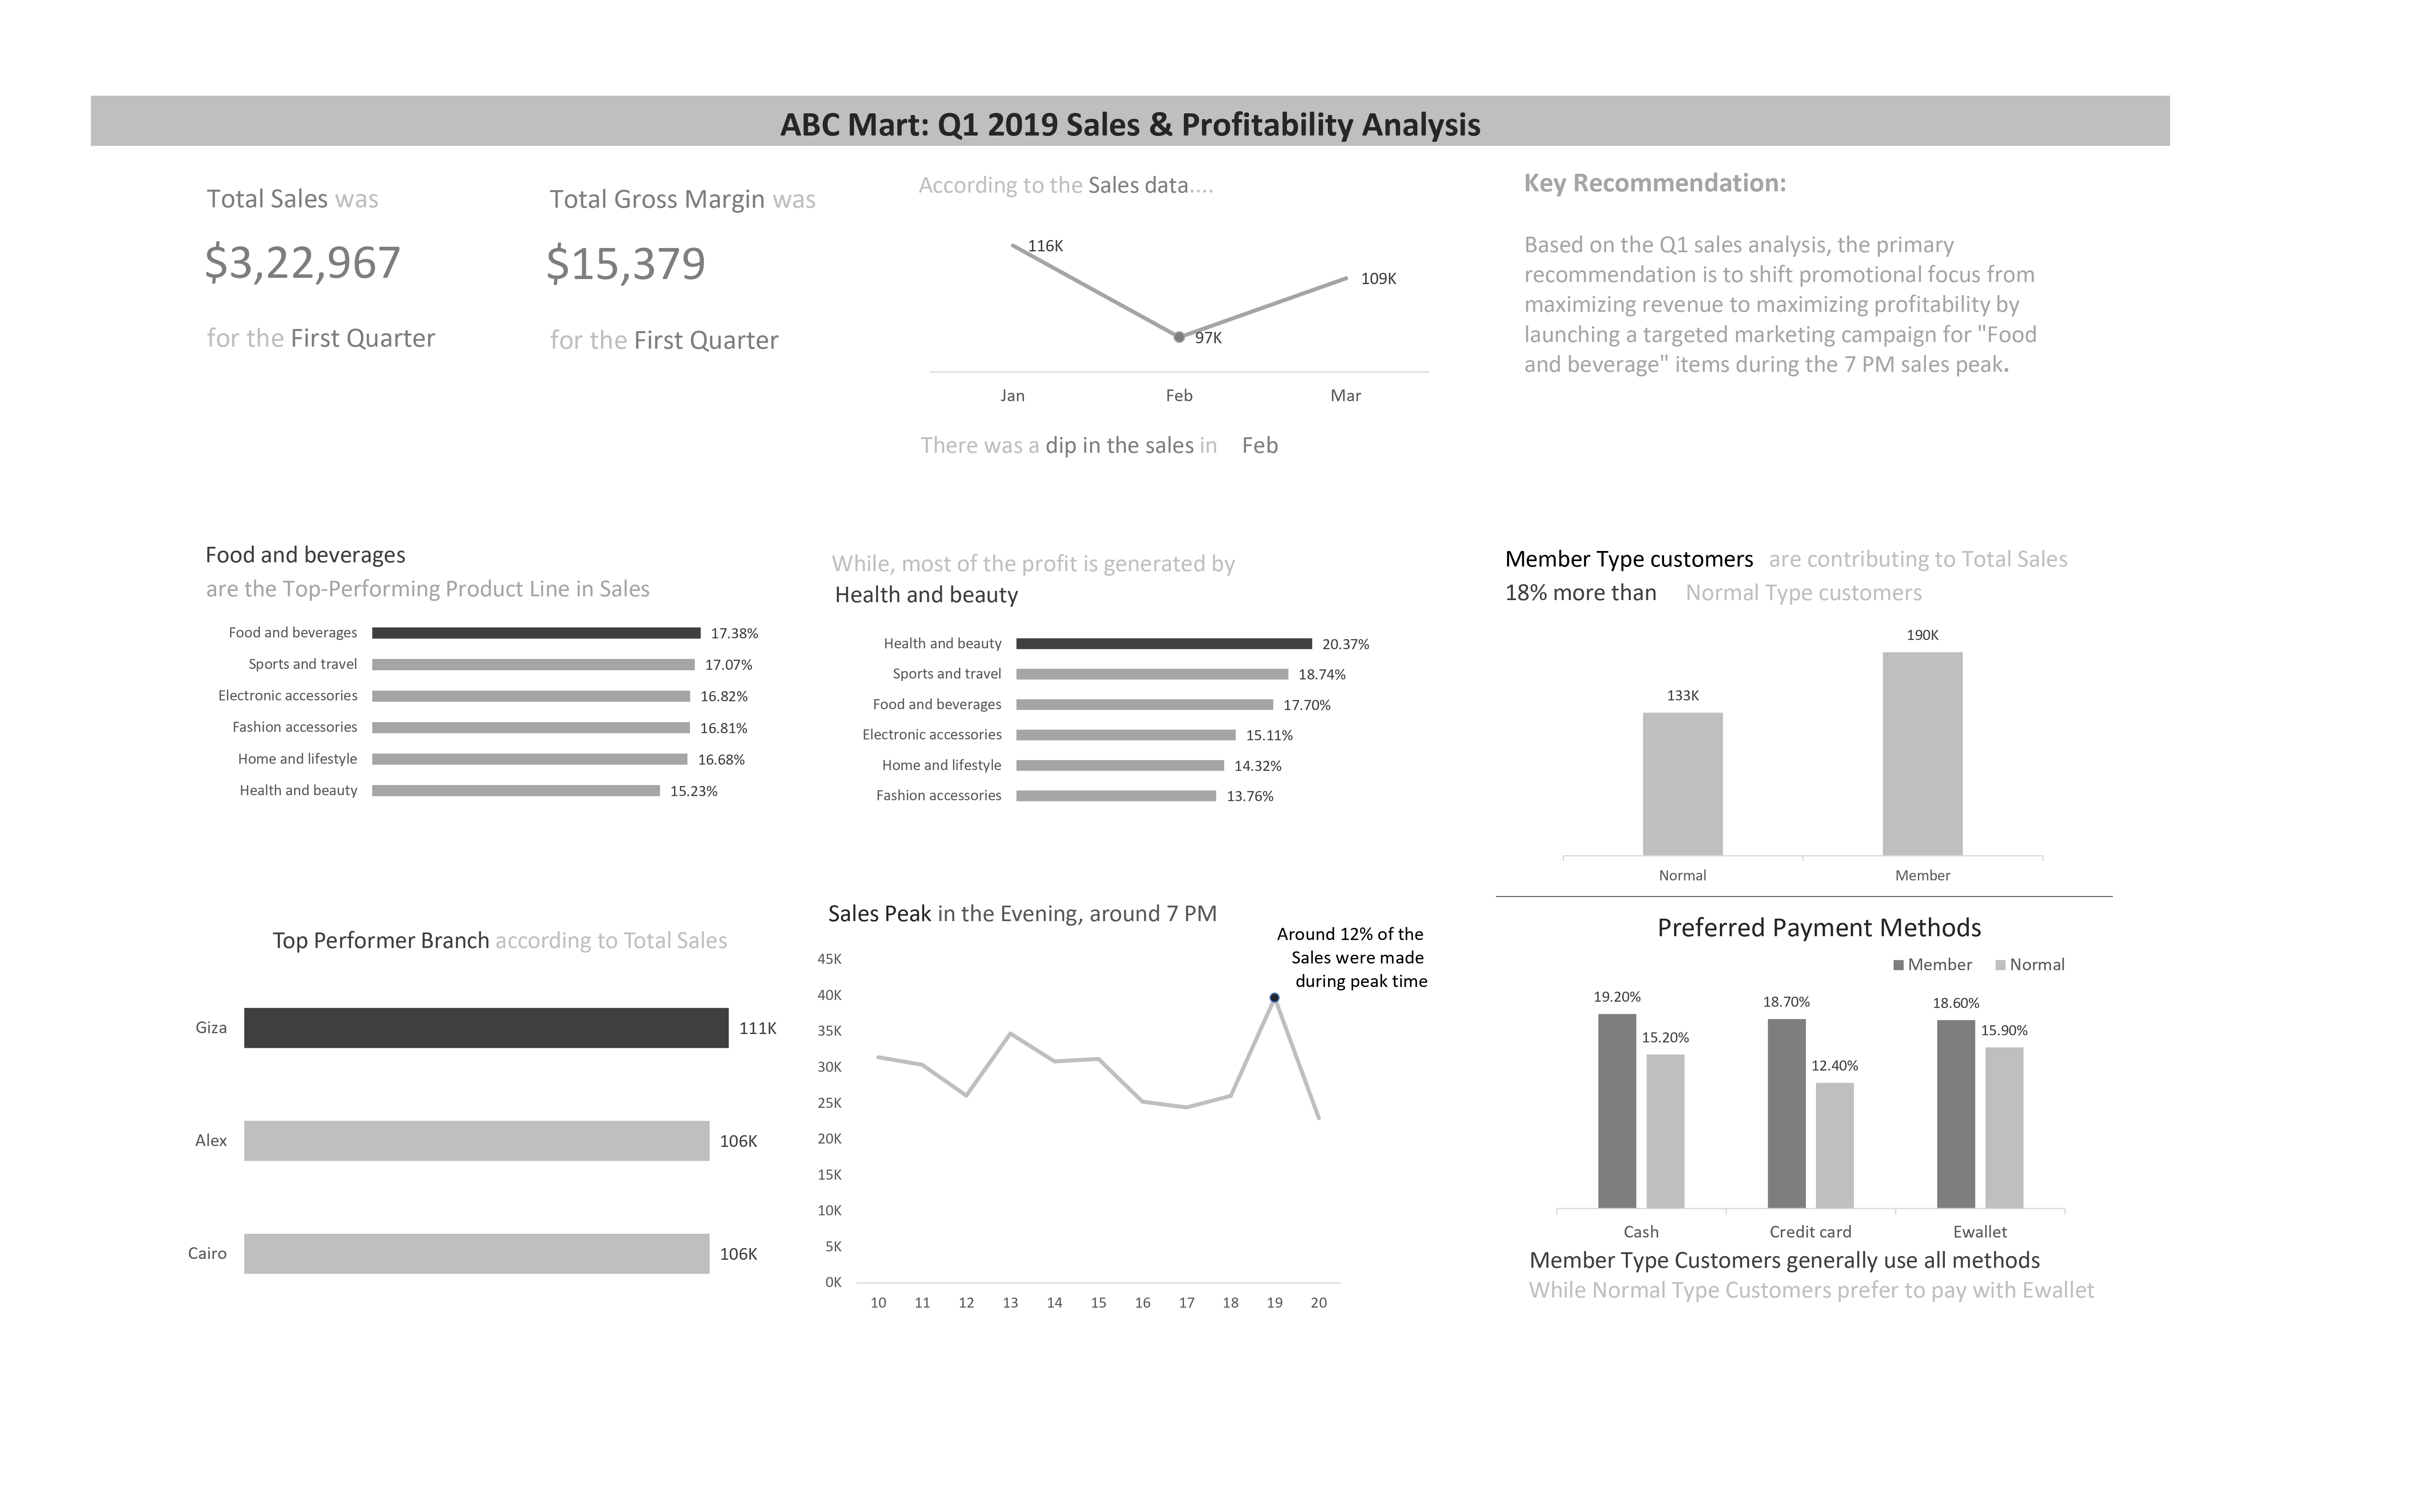 ABC Mart: Q1 2019 Sales & Profitability Analysis
Total Sales was
$3,22,967
for the First Quarter
Total Gross Margin was
$15,379
for the First Quarter
According to the Sales data....
116K
97K
109K
Jan Feb Mar
There was a dip in the sales in Feb
Key Recommendation:
Based on the Q1 sales analysis, the primary
recommendation is to shift promotional focus from
maximizing revenue to maximizing profitability by
launching a targeted marketing campaign for "Food
and beverage" items during the 7 PM sales peak.
Food and beverages
are the Top-Performing Product Line in Sales
Food and beverages 17.38%
Sports and travel 17.07%
Electronic accessories 16.82%
Fashion accessories 16.81%
Home and lifestyle 16.68%
Health and beauty 15.23%
While, most of the profit is generated by
Health and beauty
Health and beauty 20.37%
Sports and travel 18.74%
Food and beverages 17.70%
Electronic accessories 15.11%
Home and lifestyle 14.32%
Fashion accessories 13.76%
Member Type customers are contributing to Total Sales
18% more than Normal Type customers
190K
133K
Normal Member
Top Performer Branch according to Total Sales
Giza 111K
Alex 106K
Cairo 106K
Sales Peak in the Evening, around 7 PM
Around 12% of the
Sales were made
during peak time
45K
40K
35K
30K
25K
20K
15K
10K
5K
0K
10 11 12 13 14 15 16 17 18 19 20
Preferred Payment Methods
Member Normal
19.20% 15.20% 18.70% 12.40% 18.60% 15.90%
Cash Credit card Ewallet
Member Type Customers generally use all methods
While Normal Type Customers prefer to pay with Ewallet